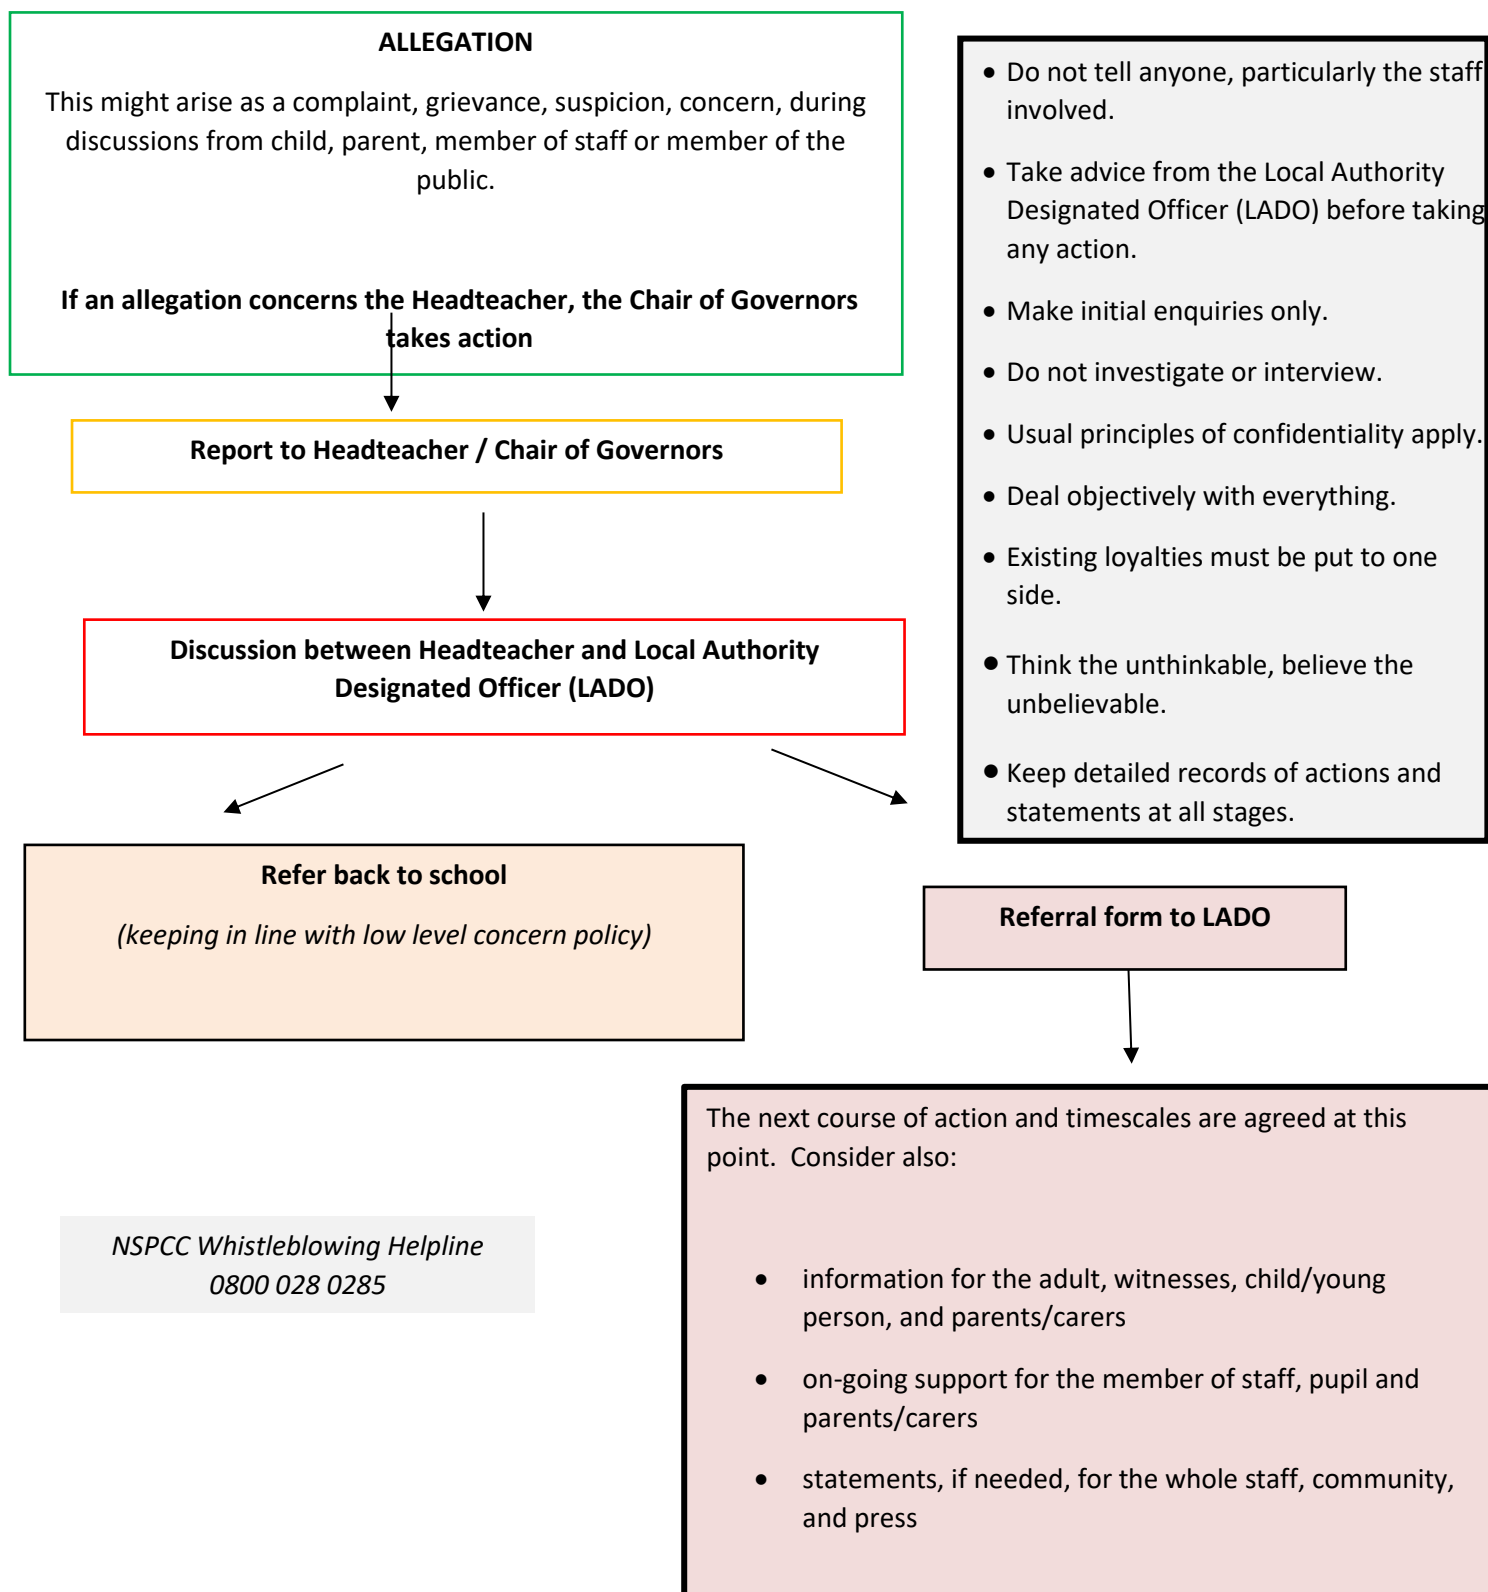 ALLEGATION
This might arise as a complaint, grievance, suspicion, concern, during
discussions from child, parent, member of staff or member of the
public.
If an allegation concerns the Headteacher, the Chair of Governors
takes action
Report to Headteacher / Chair of Governors
Discussion between Headteacher and Local Authority
Designated Officer (LADO)
Refer back to school
(keeping in line with low level concern policy)
NSPCC Whistleblowing Helpline
0800 028 0285
• Do not tell anyone, particularly the staff
involved.
• Take advice from the Local Authority
Designated Officer (LADO) before taking
any action.
• Make initial enquiries only.
• Do not investigate or interview.
• Usual principles of confidentiality apply.
• Deal objectively with everything.
• Existing loyalties must be put to one
side.
• Think the unthinkable, believe the
unbelievable.
• Keep detailed records of actions and
statements at all stages.
Referral form to LADO
The next course of action and timescales are agreed at this
point.  Consider also:
• information for the adult, witnesses, child/young
person, and parents/carers
• on-going support for the member of staff, pupil and
parents/carers
• statements, if needed, for the whole staff, community,
and press